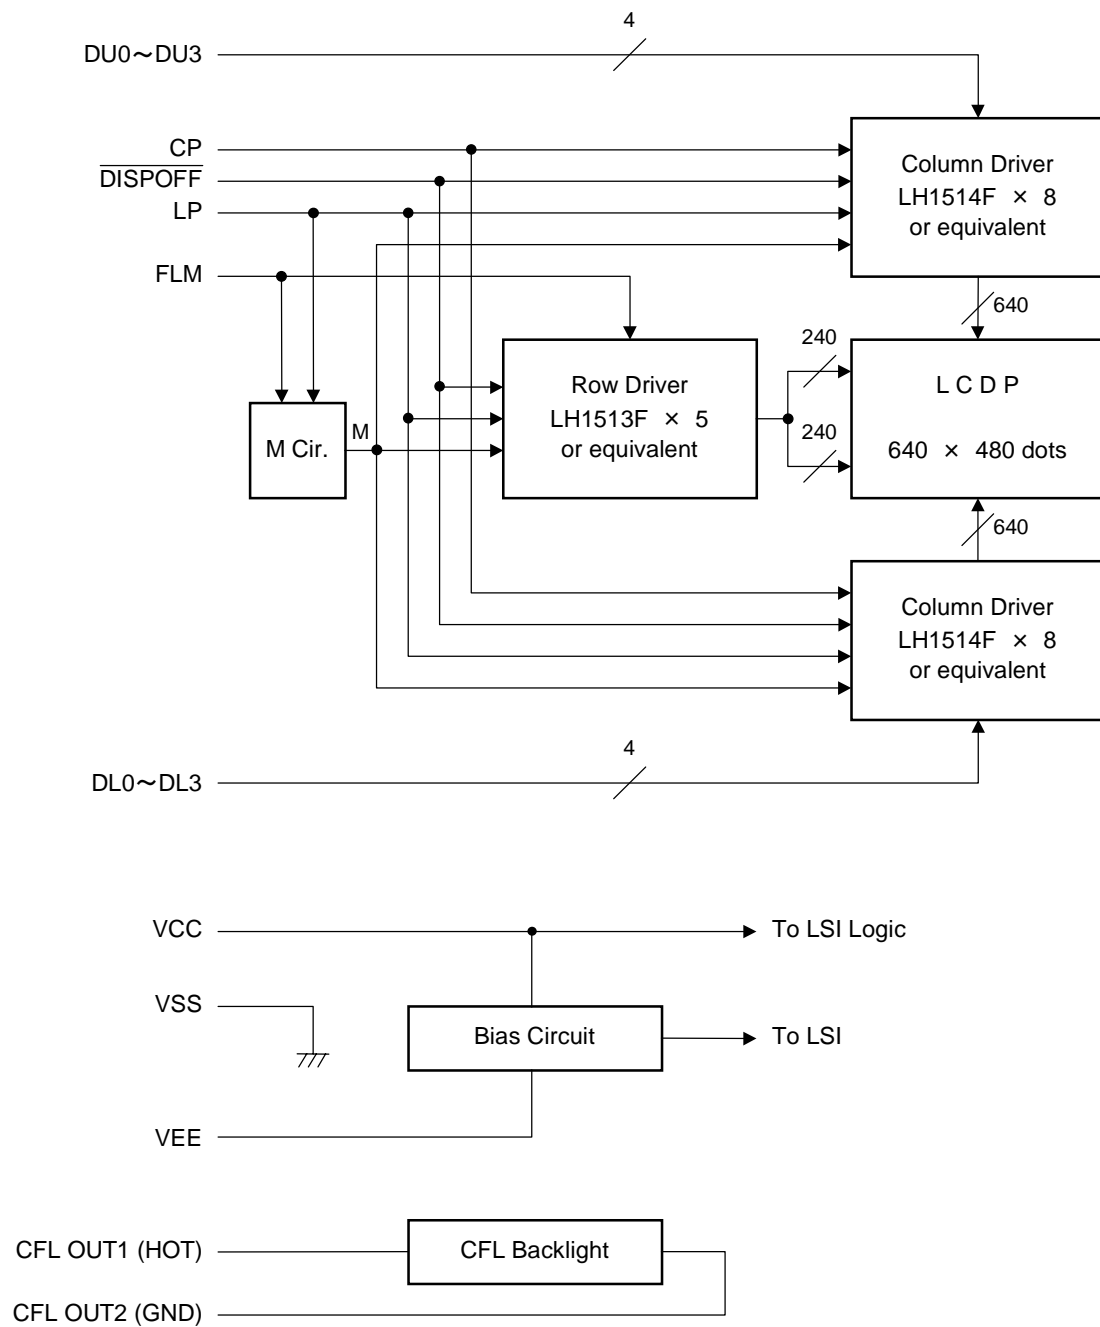 4
DU0～DU3
CP
DISPOFF
LP
FLM
Column Driver
LH1514F × 8
or equivalent
640
240
240
Row Driver
LH1513F × 5
or equivalent
L C D P
640 × 480 dots
M Cir.
M
640
Column Driver
LH1514F × 8
or equivalent
4
DL0～DL3
VCC
To LSI Logic
VSS
Bias Circuit
To LSI
VEE
CFL OUT1 (HOT)
CFL Backlight
CFL OUT2 (GND)